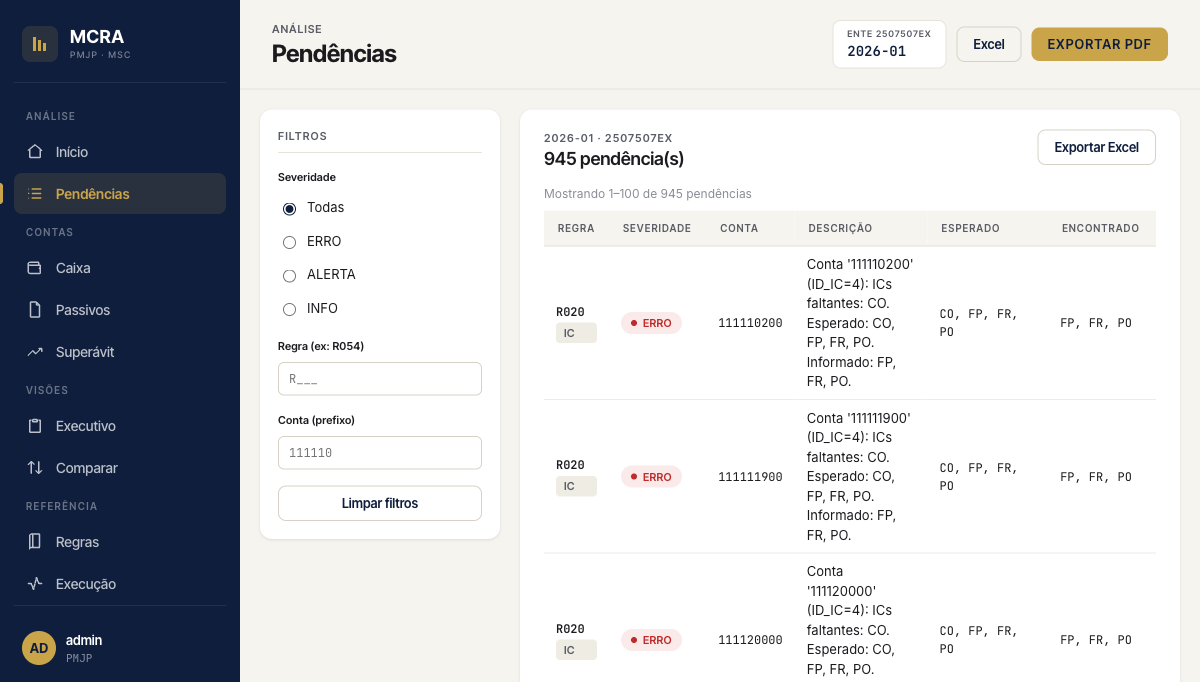 MCRA
PMJP · MSC
ANÁLISE
Início
Pendências
CONTAS
Caixa
Passivos
Superávit
VISÕES
Executivo
Comparar
REFERÊNCIA
Regras
Execução
AD
admin
PMJP
ANÁLISE
Pendências
ENTE 2507507EX
2026-01
Excel
EXPORTAR PDF
FILTROS
Severidade
Todas
ERRO
ALERTA
INFO
Regra (ex: R054)
R___
Conta (prefixo)
111110
Limpar filtros
2026-01 · 2507507EX
945 pendência(s)
Exportar Excel
Mostrando 1–100 de 945 pendências
REGRA SEVERIDADE CONTA DESCRIÇÃO ESPERADO ENCONTRADO
R020
IC
ERRO
111110200
Conta '111110200'
(ID_IC=4): ICs
faltantes: CO.
Esperado: CO,
FP, FR, PO.
Informado: FP,
FR, PO.
CO, FP, FR,
PO
FP, FR, PO
R020
IC
ERRO
111111900
Conta '111111900'
(ID_IC=4): ICs
faltantes: CO.
Esperado: CO,
FP, FR, PO.
Informado: FP,
FR, PO.
CO, FP, FR,
PO
FP, FR, PO
R020
IC
ERRO
111120000
Conta
'111120000'
(ID_IC=4): ICs
faltantes: CO.
Esperado: CO,
FP, FR, PO.
CO, FP, FR,
PO
FP, FR, PO